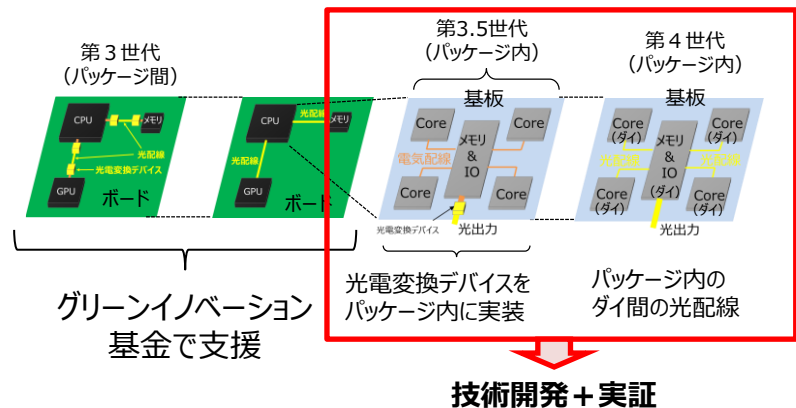 第３世代
（パッケージ間）
CPU
メモリ
光配線
光電変換デバイス
GPU
ボード
CPU
光配線
メモリ
光配線
GPU
ボード
グリーンイノベーション
基金で支援
第3.5世代
（パッケージ内）
基板
Core
Core
メモリ
&
IO
電気配線
Core
Core
光電変換デバイス
光出力
光電変換デバイスを
パッケージ内に実装
第４世代
（パッケージ内）
基板
Core
(ダイ)
Core
(ダイ)
メモリ
&
IO
(ダイ)
光配線
光配線
Core
(ダイ)
Core
(ダイ)
光出力
パッケージ内の
ダイ間の光配線
技術開発＋実証